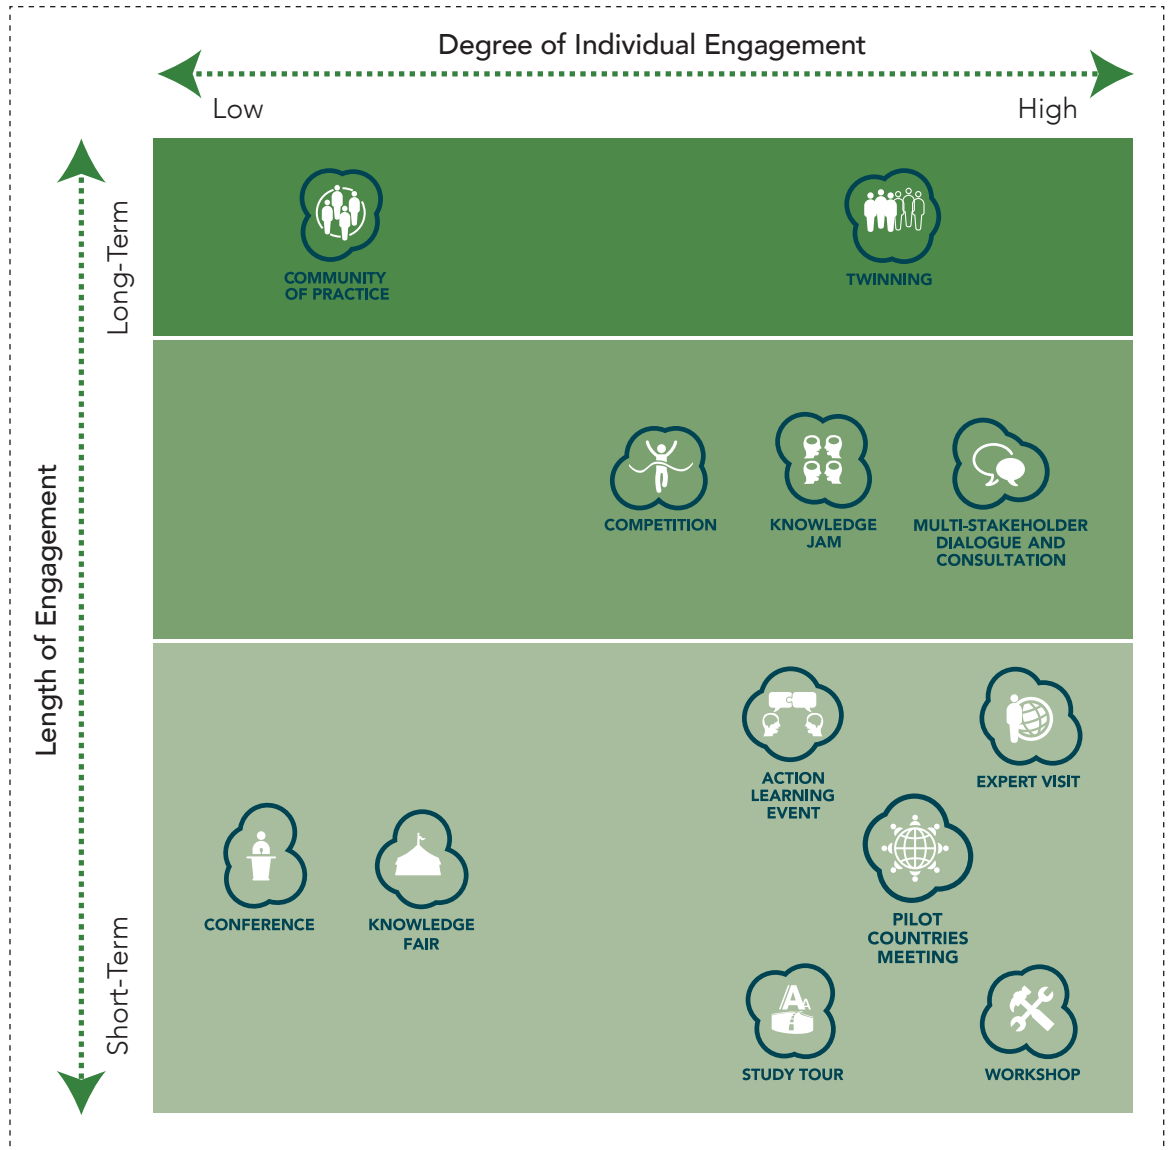 Degree of Individual Engagement
Low
High
Length of Engagement
Long-Term
Short-Term
COMMUNITY
OF PRACTICE
TWINNING
COMPETITION
KNOWLEDGE
JAM
MULTI-STAKEHOLDER
DIALOGUE AND
CONSULTATION
ACTION
LEARNING
EVENT
EXPERT VISIT
CONFERENCE
KNOWLEDGE
FAIR
PILOT
COUNTRIES
MEETING
A
A
STUDY TOUR
WORKSHOP